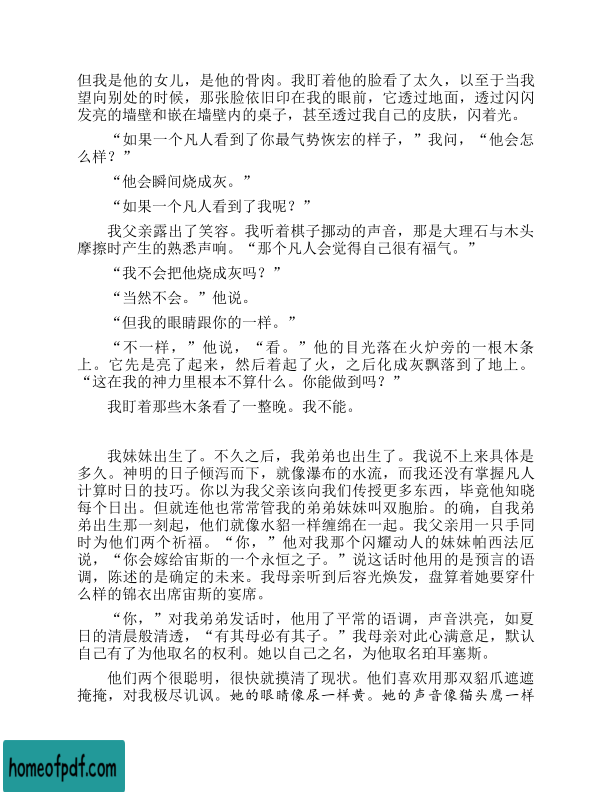 但我是他的女儿，是他的骨肉。我盯着他的脸看了太久，以至于当我
望向别处的时候，那张脸依旧印在我的眼前，它透过地面，透过闪闪
发亮的墙壁和嵌在墙壁内的桌子，甚至透过我自己的皮肤，闪着光。
“如果一个凡人看到了你最气势恢宏的样子，”我问，“他会怎
么样？”
“他会瞬间烧成灰。”
“如果一个凡人看到了我呢？”
我父亲露出了笑容。我听着棋子挪动的声音，那是大理石与木头
摩擦时产生的熟悉声响。“那个凡人会觉得自己很有福气。”
“我不会把他烧成灰吗？”
“当然不会。”他说。
“但我的眼睛跟你的一样。”
“不一样，”他说，“看。”他的目光落在火炉旁的一根木条
上。它先是亮了起来，然后着起了火，之后化成灰飘落到了地上。
“这在我的神力里根本不算什么。你能做到吗？”
我盯着那些木条看了一整晚。我不能。
我妹妹出生了。不久之后，我弟弟也出生了。我说不上来具体是
多久。神明的日子倾泻而下，就像瀑布的水流，而我还没有掌握凡人
计算时日的技巧。你以为我父亲该向我们传授更多东西，毕竟他知晓
每个日出。但就连他也常常管我的弟弟妹妹叫双胞胎。的确，自我弟
弟出生那一刻起，他们就像水貂一样缠绵在一起。我父亲用一只手同
时为他们两个祈福。“你，”他对我那个闪耀动人的妹妹帕西法厄
说，“你会嫁给宙斯的一个永恒之子。”说这话时他用的是预言的语
调，陈述的是确定的未来。我母亲听到后容光焕发，盘算着她要穿什
么样的锦衣出席宙斯的宴席。
“你，”对我弟弟发话时，他用了平常的语调，声音洪亮，如夏
日的清晨般清透，“有其母必有其子。”我母亲对此心满意足，默认
自己有了为他取名的权利。她以自己之名，为他取名珀耳塞斯。
他们两个很聪明，很快就摸清了现状。他们喜欢用那双貂爪遮遮
掩掩，对我极尽讥讽。她的眼睛像尿一样黄。她的声音像猫头鹰一样
homeofpdf.com